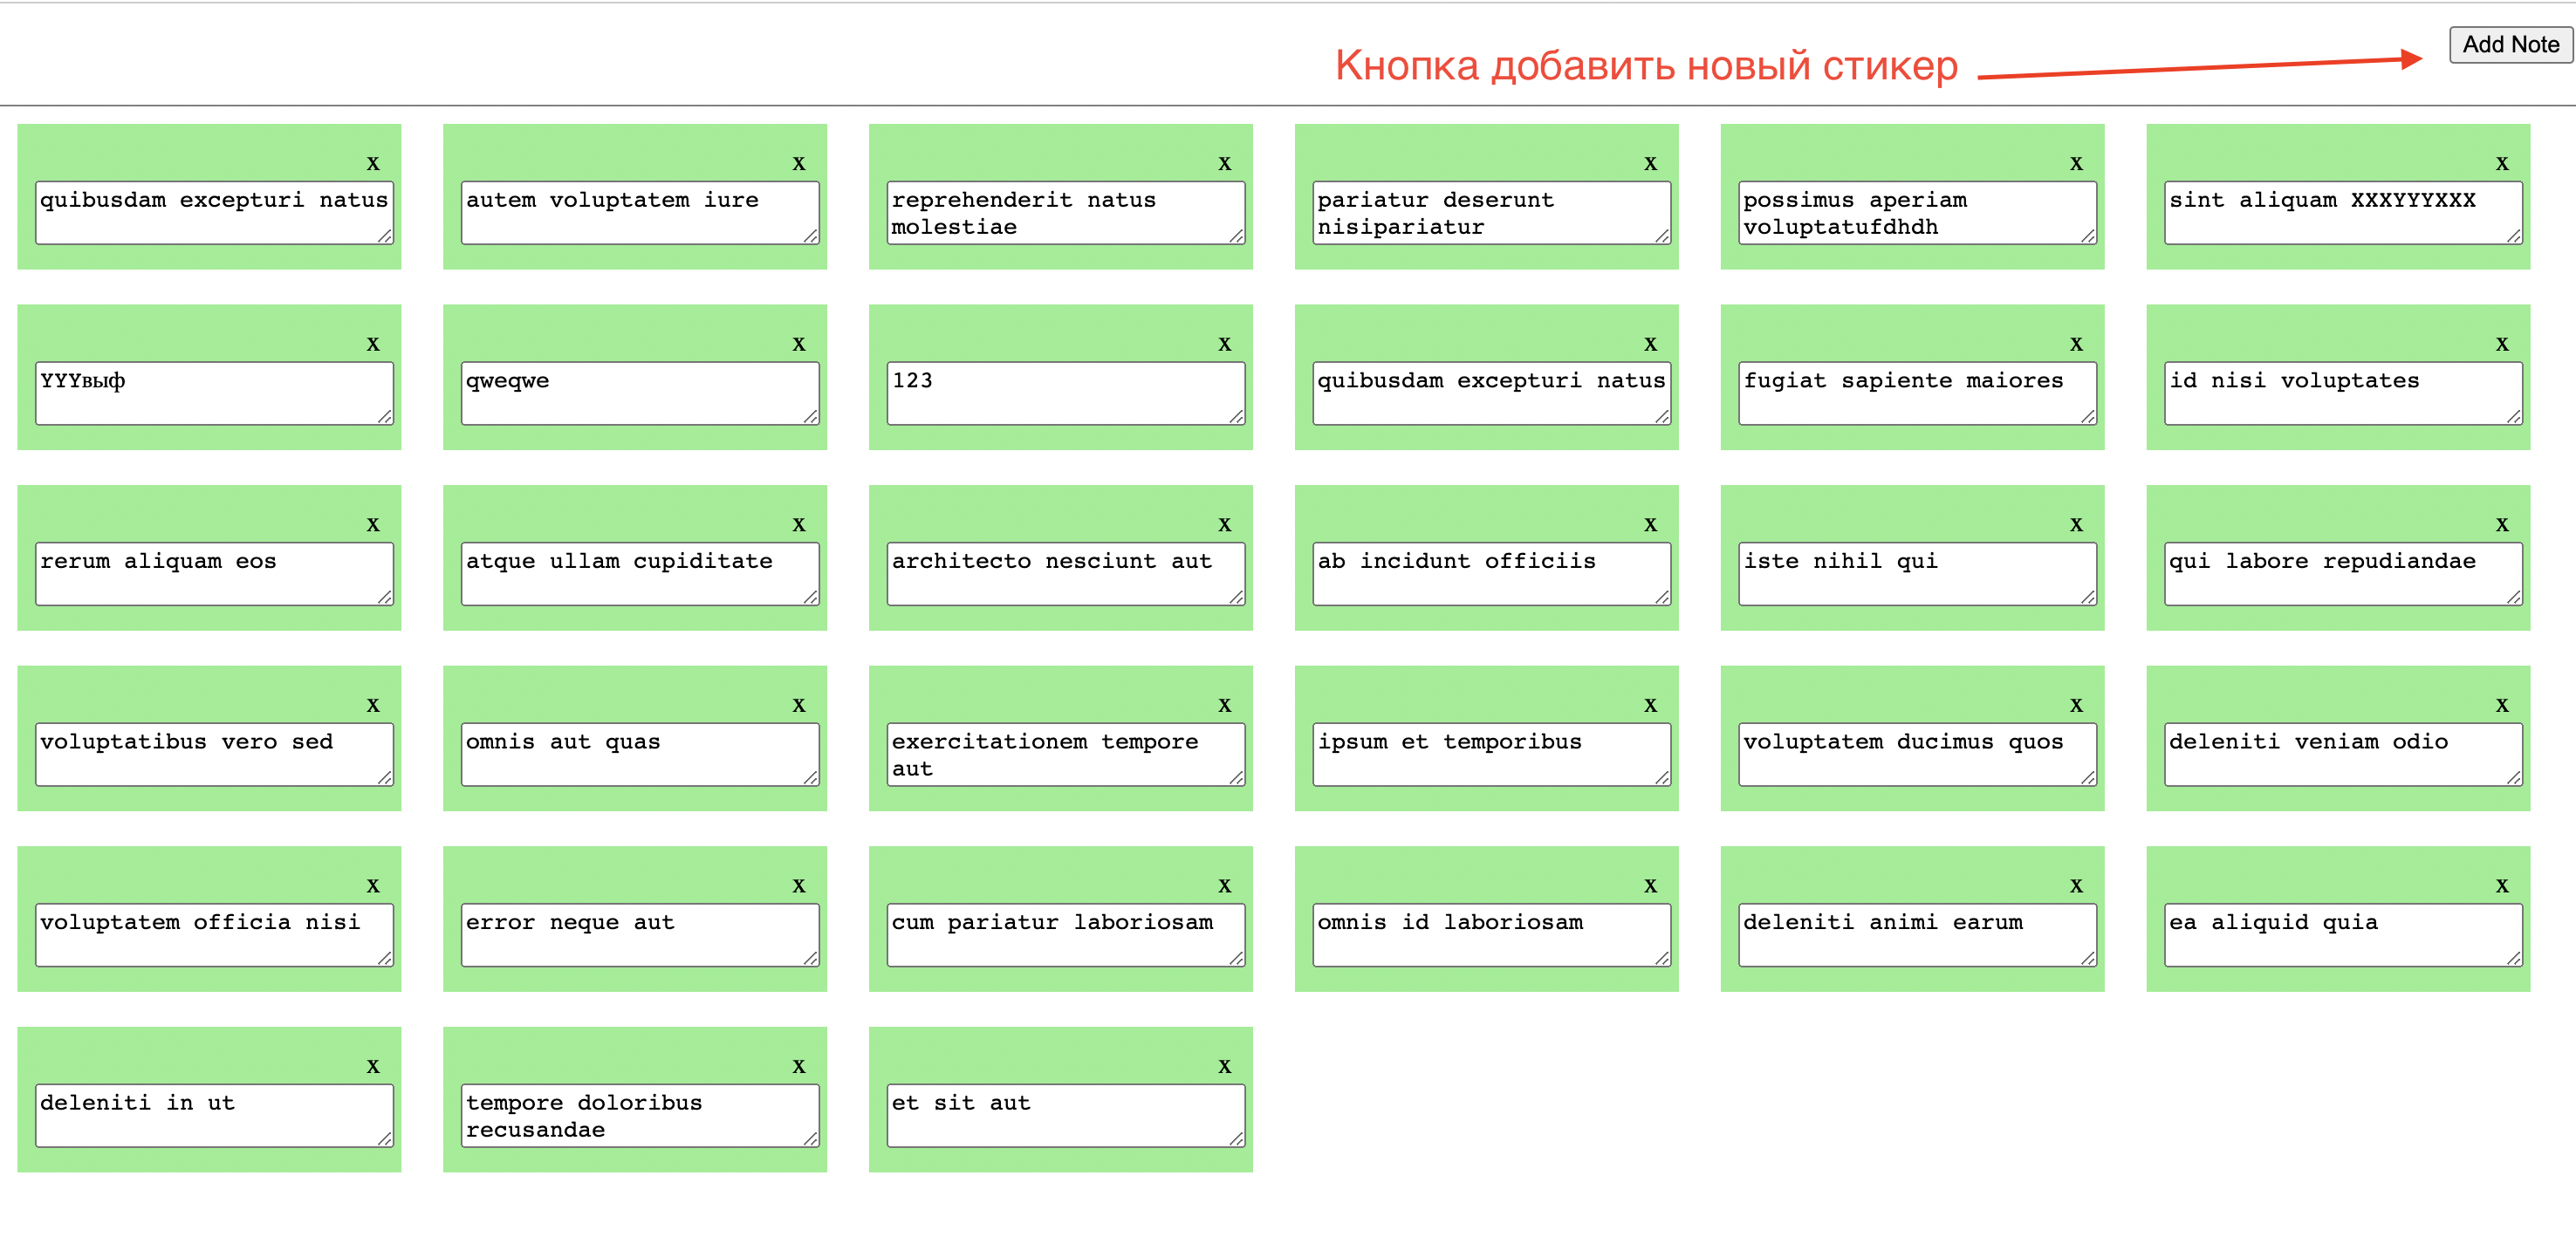 Add Note
Кнопка добавить новый стикер
x x x x x x
quibusdam excepturi natus autem voluptatem iure reprehenderit natus pariatur deserunt possimus aperiam sint aliquam XXXYYYXXX
molestiae nisipariatur voluptatufdhdh
x x x x x x
YYYвыф qweqwe 123 quibusdam excepturi natus fugiat sapiente maiores id nisi voluptates
x x x x x x
rerum aliquam eos atque ullam cupiditate architecto nesciunt aut ab incidunt officiis iste nihil qui qui labore repudiandae
x x x x x x
voluptatibus vero sed omnis aut quas exercitationem tempore ipsum et temporibus voluptatem ducimus quos deleniti veniam odio
aut
x x x x x x
voluptatem officia nisi error neque aut cum pariatur laboriosam omnis id laboriosam deleniti animi earum ea aliquid quia
x x x
deleniti in ut tempore doloribus et sit aut
recusandae